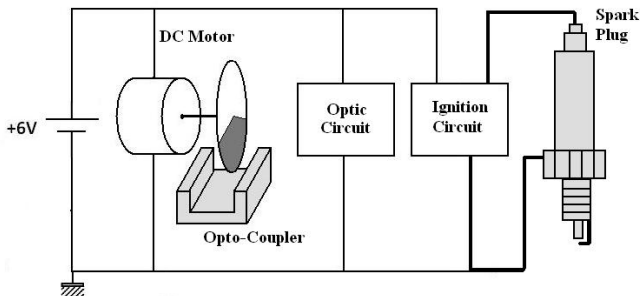 DC Motor
Spark
Plug
+6V
Optic
Circuit
Ignition
Circuit
Opto-Coupler